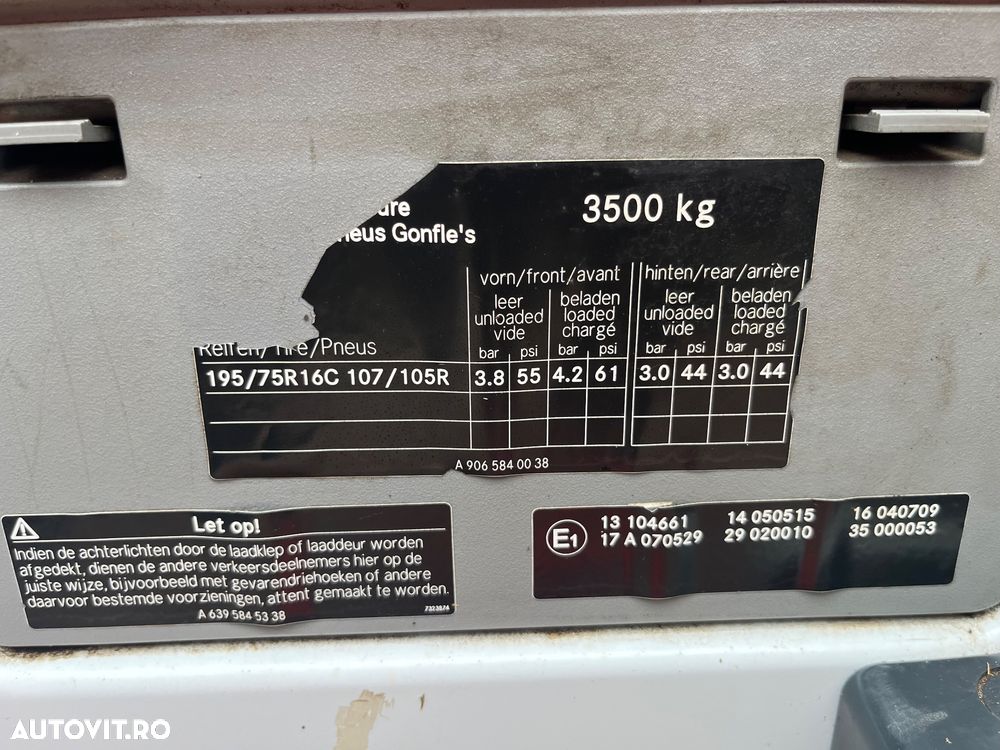 3500 kg
Gonfle's
vorn/front/avant hinten/rear/arrière
leer beladen leer beladen
unloaded loaded unloaded loaded
vide chargé vide chargé
Reifen/Tire/Pneus bar psi bar psi bar psi bar psi
195/75R16C 107/105R 3.8 55 4.2 61 3.0 44 3.0 44
A 906 584 00 38
Let op!
Indien de achterlichten door de laadklep of laaddeur worden
afgedekt, dienen de andere verkeersdeelnemers hier op de
juiste wijze, bijvoorbeeld met gevarendriehoeken of andere
daarvoor bestemde voorzieningen, attent gemaakt te worden.
A 639 584 53 38
7323874
E1
13 104661 14 050515 16 040709
17 A 070529 29 020010 35 000053
AUTOVIT.RO